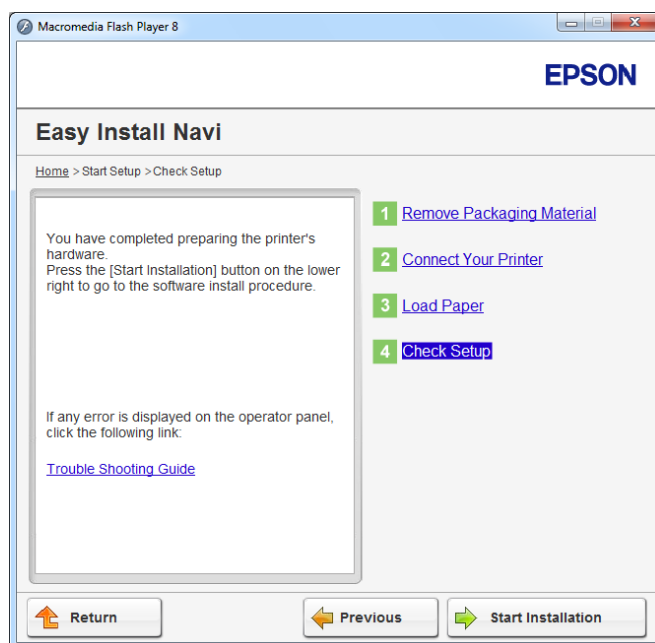 Macromedia Flash Player 8
EPSON
Easy Install Navi
Home > Start Setup >Check Setup
You have completed preparing the printer's
hardware.
Press the [Start Installation] button on the lower
right to go to the software install procedure.
If any error is displayed on the operator panel,
click the following link:
Trouble Shooting Guide
1 Remove Packaging Material
2 Connect Your Printer
3 Load Paper
4 Check Setup
Return
Previous
Start Installation